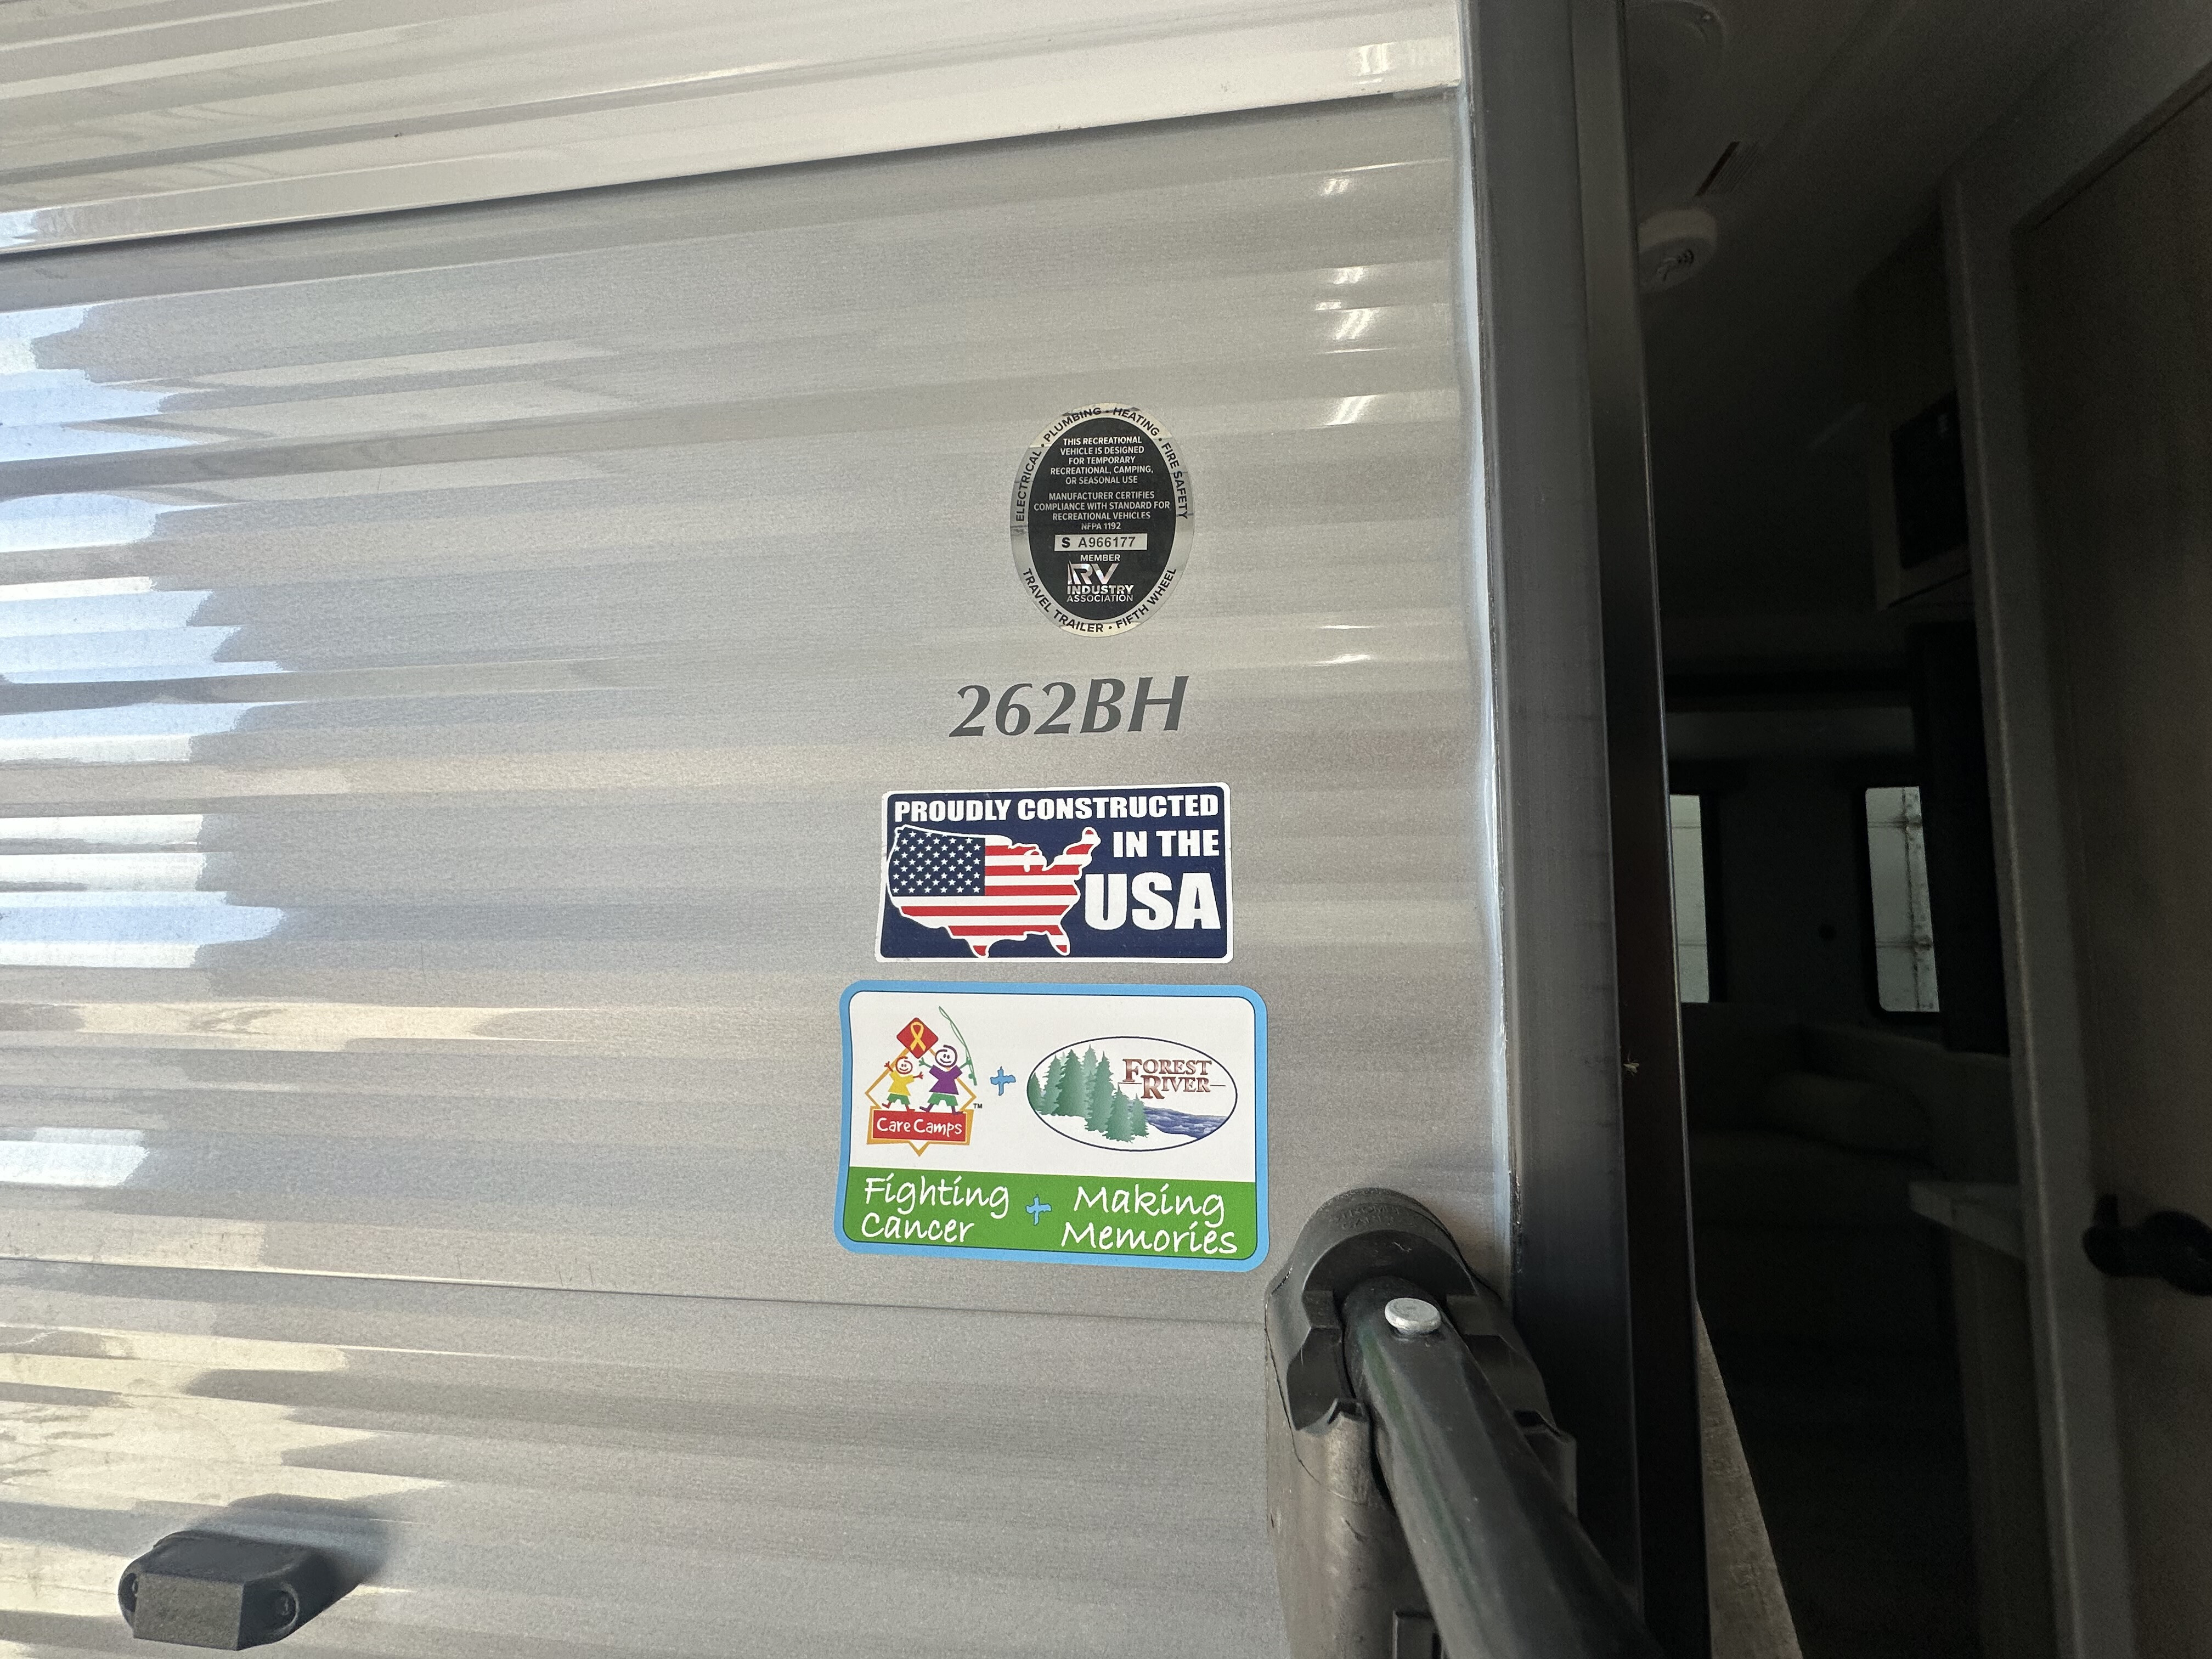 ELECTRICAL • PLUMBING • HEATING • FIRE SAFETY
THIS RECREATIONAL
VEHICLE IS DESIGNED
FOR TEMPORARY
RECREATIONAL, CAMPING,
OR SEASONAL USE
MANUFACTURER CERTIFIES
COMPLIANCE WITH STANDARD FOR
RECREATIONAL VEHICLES
NFPA 1192
S A966177
MEMBER
RV
INDUSTRY
ASSOCIATION
TRAVEL TRAILER • FIFTH WHEEL
262BH
PROUDLY CONSTRUCTED
IN THE
USA
Care Camps
TM
+
FOREST
RIVER
Fighting
Cancer
+
Making
Memories